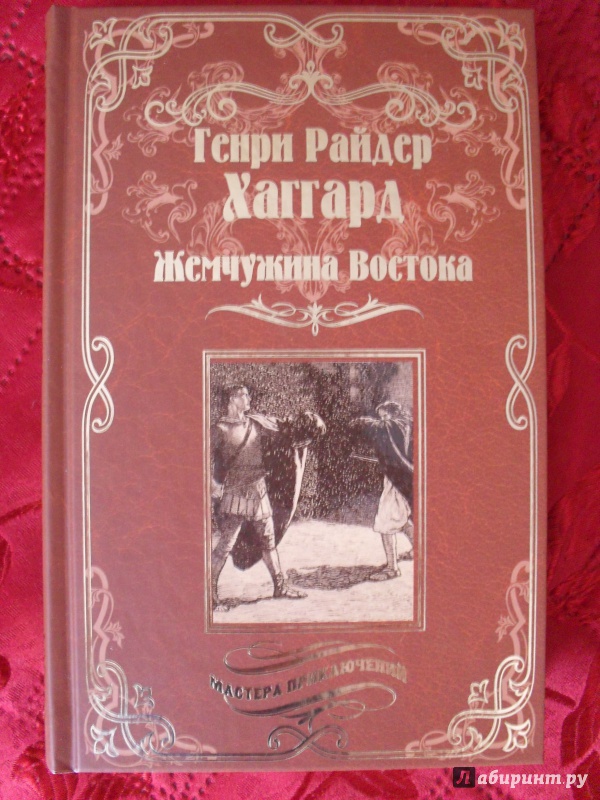 Генри Райдер
Хаггард
Жемчужина Востока
МАСТЕРА ПРИКЛЮЧЕНИЙ
Лабиринт.ру